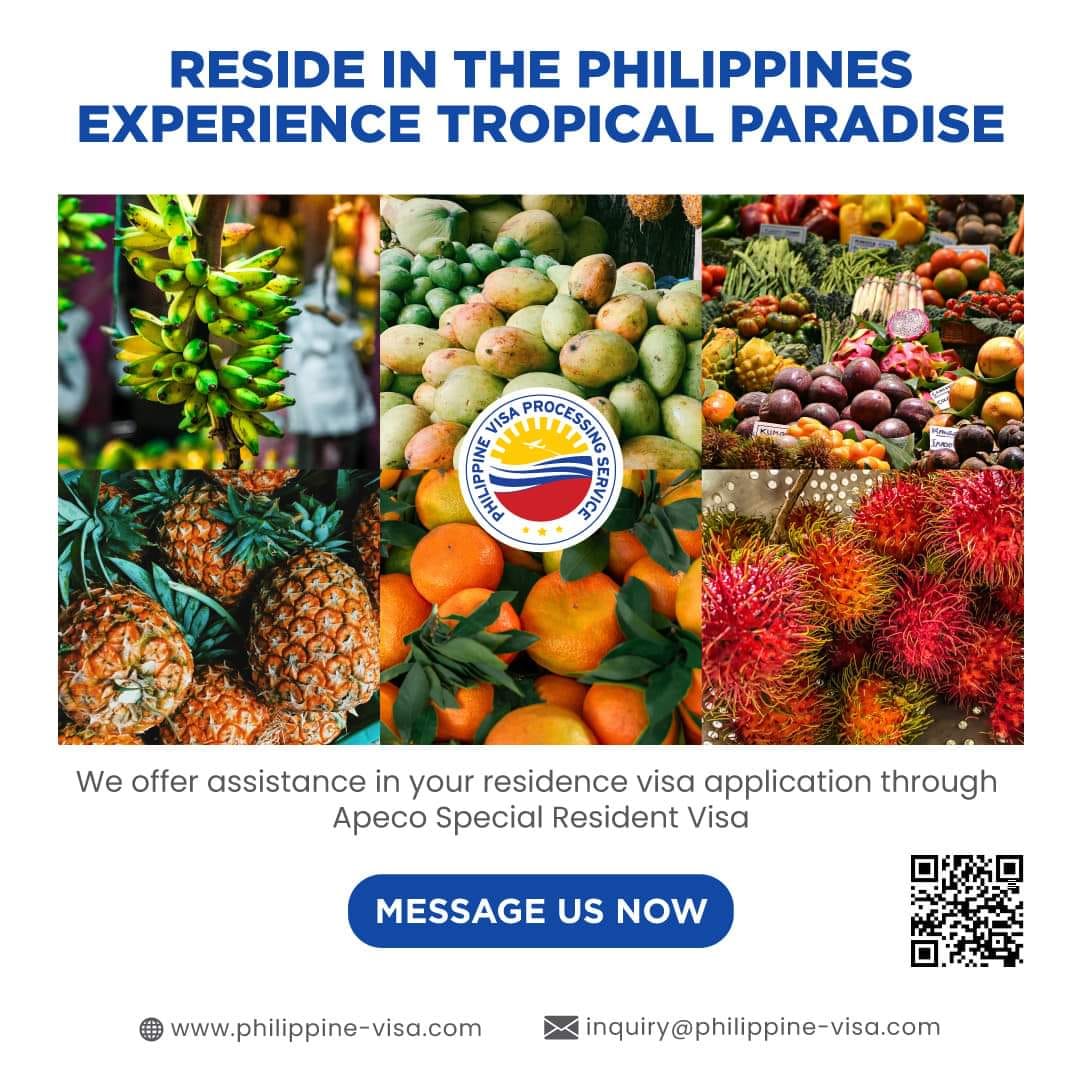 RESIDE IN THE PHILIPPINES
EXPERIENCE TROPICAL PARADISE
PHILIPPINE VISA PROCESSING SERVICE
We offer assistance in your residence visa application through
Apeco Special Resident Visa
MESSAGE US NOW
www.philippine-visa.com
inquiry@philippine-visa.com